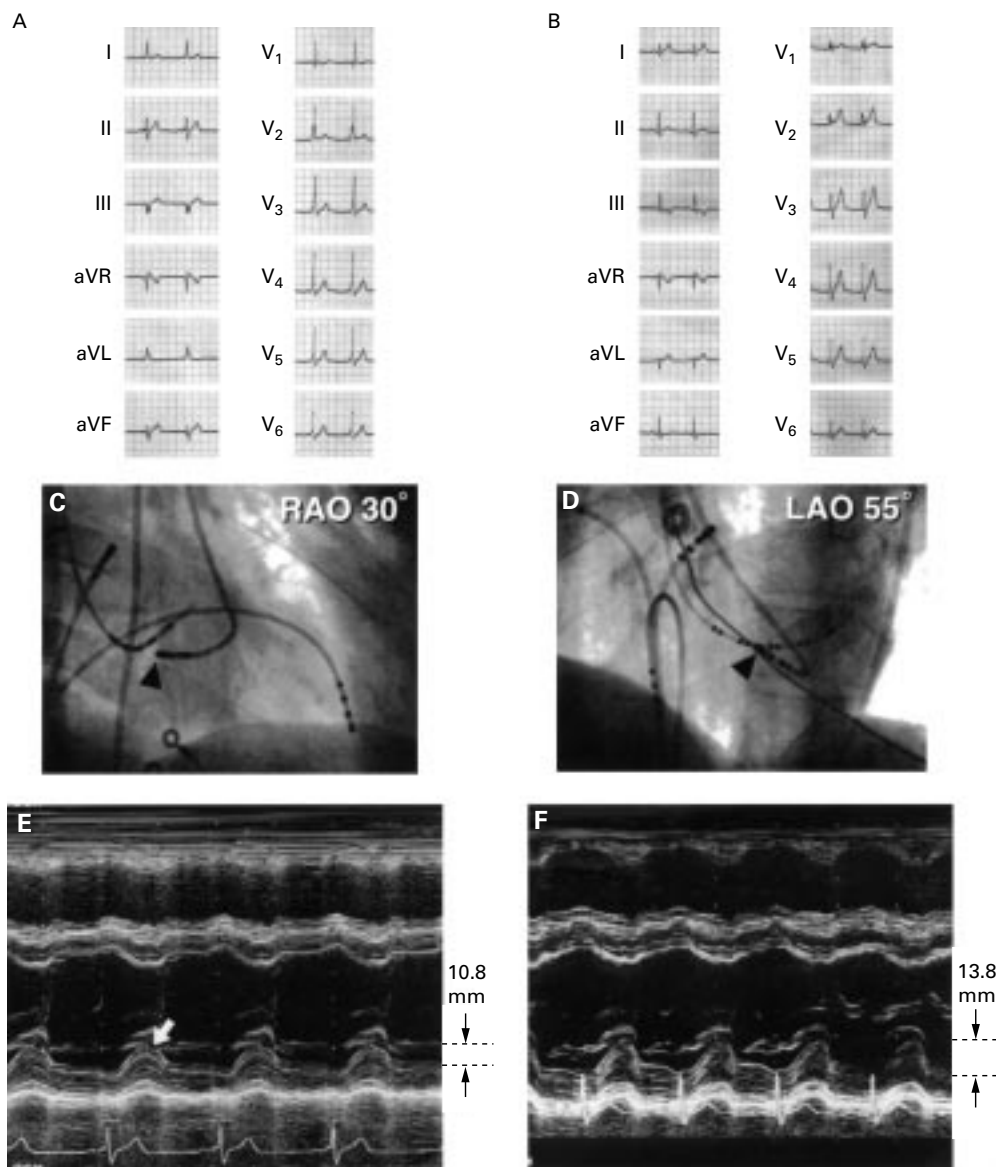 A
I V1
II V2
III V3
aVR V4
aVL V5
aVF V6
B
I V1
II V2
III V3
aVR V4
aVL V5
aVF V6
C RAO 30°
D LAO 55°
E
10.8
mm
F
13.8
mm